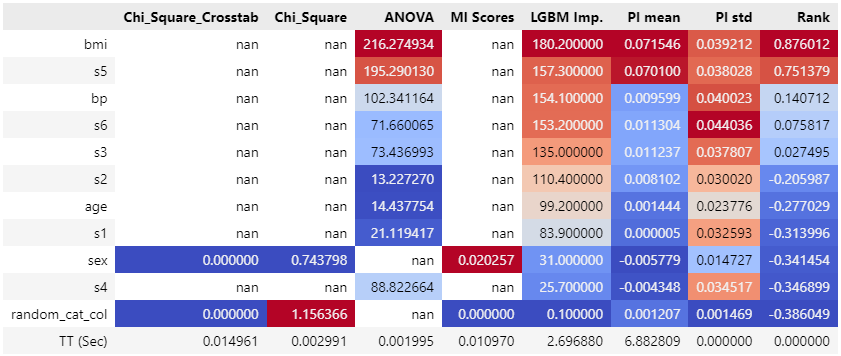 Chi_Square_Crosstab Chi_Square ANOVA MI Scores LGBM Imp. PI mean PI std Rank
bmi nan nan 216.274934 nan 180.200000 0.071546 0.039212 0.876012
s5 nan nan 195.290130 nan 157.300000 0.070100 0.038028 0.751379
bp nan nan 102.341164 nan 154.100000 0.009599 0.040023 0.140712
s6 nan nan 71.660065 nan 153.200000 0.011304 0.044036 0.075817
s3 nan nan 73.436993 nan 135.000000 0.011237 0.037807 0.027495
s2 nan nan 13.227270 nan 110.400000 0.008102 0.030020 -0.205987
age nan nan 14.437754 nan 99.200000 0.001444 0.023776 -0.277029
s1 nan nan 21.119417 nan 83.900000 0.000005 0.032593 -0.313996
sex 0.000000 0.743798 nan 0.020257 31.000000 -0.005779 0.014727 -0.341454
s4 nan nan 88.822664 nan 25.700000 -0.004348 0.034517 -0.346899
random_cat_col 0.000000 1.156366 nan 0.000000 0.100000 0.001207 0.001469 -0.386049
TT (Sec) 0.014961 0.002991 0.001995 0.010970 2.696880 6.882809 0.000000 0.000000